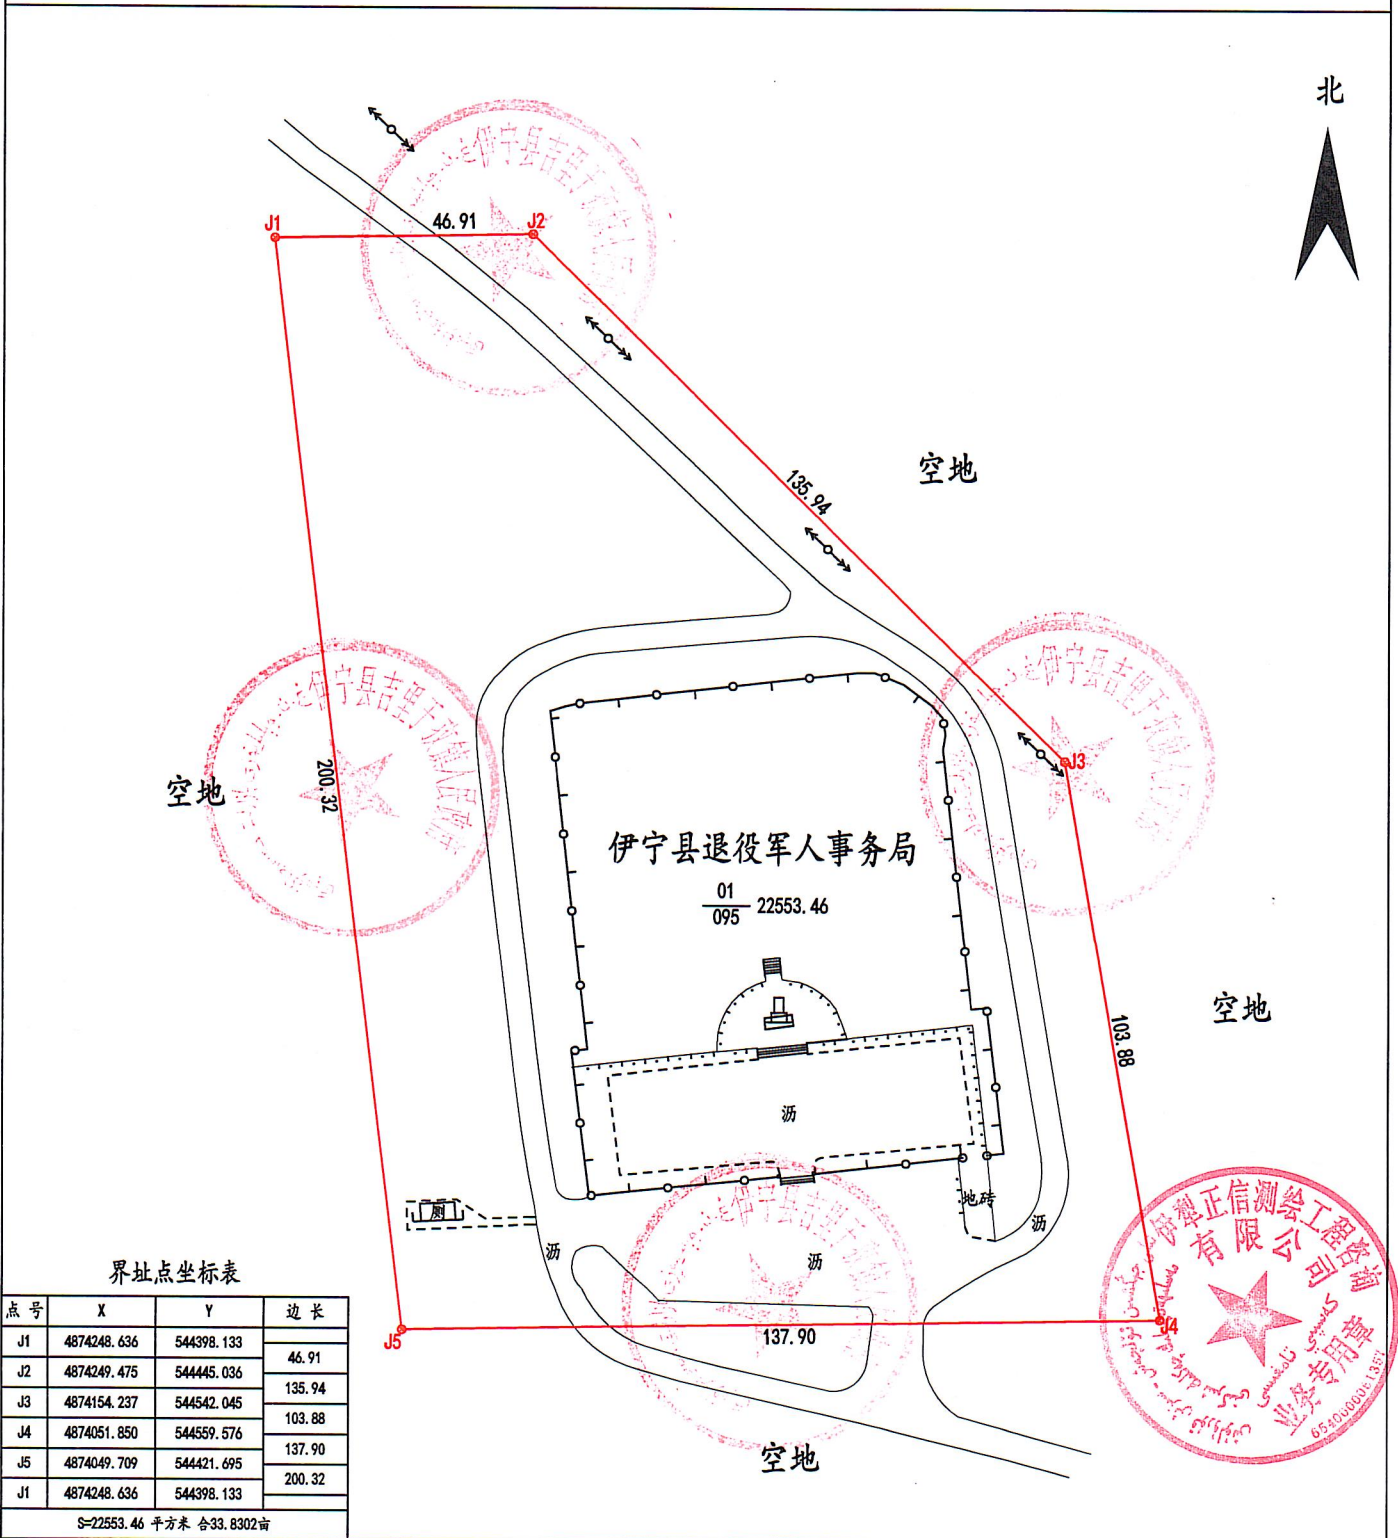 北
J1
46.91
J2
135.94
空地
J3
200.32
空地
伊宁县退役军人事务局
01
095
22553.46
103.88
空地
沥
地砖
厕
沥
沥
沥
J5
137.90
J4
空地
伊犁正信测绘工程咨询
有限公司
业务专用章
界址点坐标表
点号 X Y 边长
J1 4874248.636 544398.133
46.91
J2 4874249.475 544445.036
135.94
J3 4874154.237 544542.045
103.88
J4 4874051.850 544559.576
137.90
J5 4874049.709 544421.695
200.32
J1 4874248.636 544398.133
S=22553.46 平方米 合33.8302亩